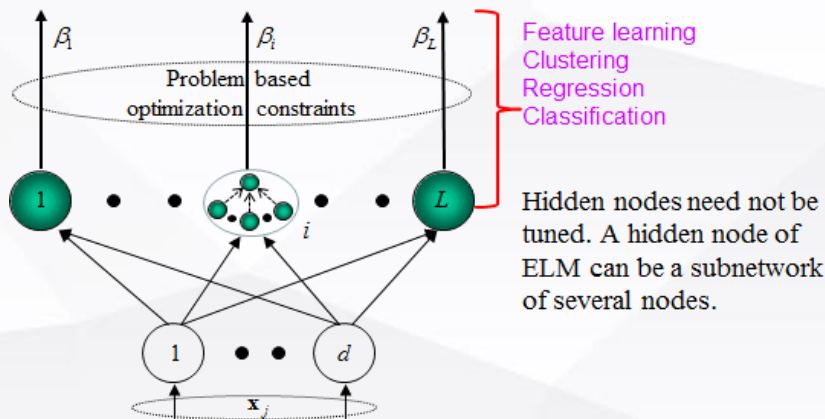 β1
βi
βL
Feature learning
Clustering
Regression
Classification
Problem based
optimization constraints
1
i
L
Hidden nodes need not be
tuned. A hidden node of
ELM can be a subnetwork
of several nodes.
1
d
xj